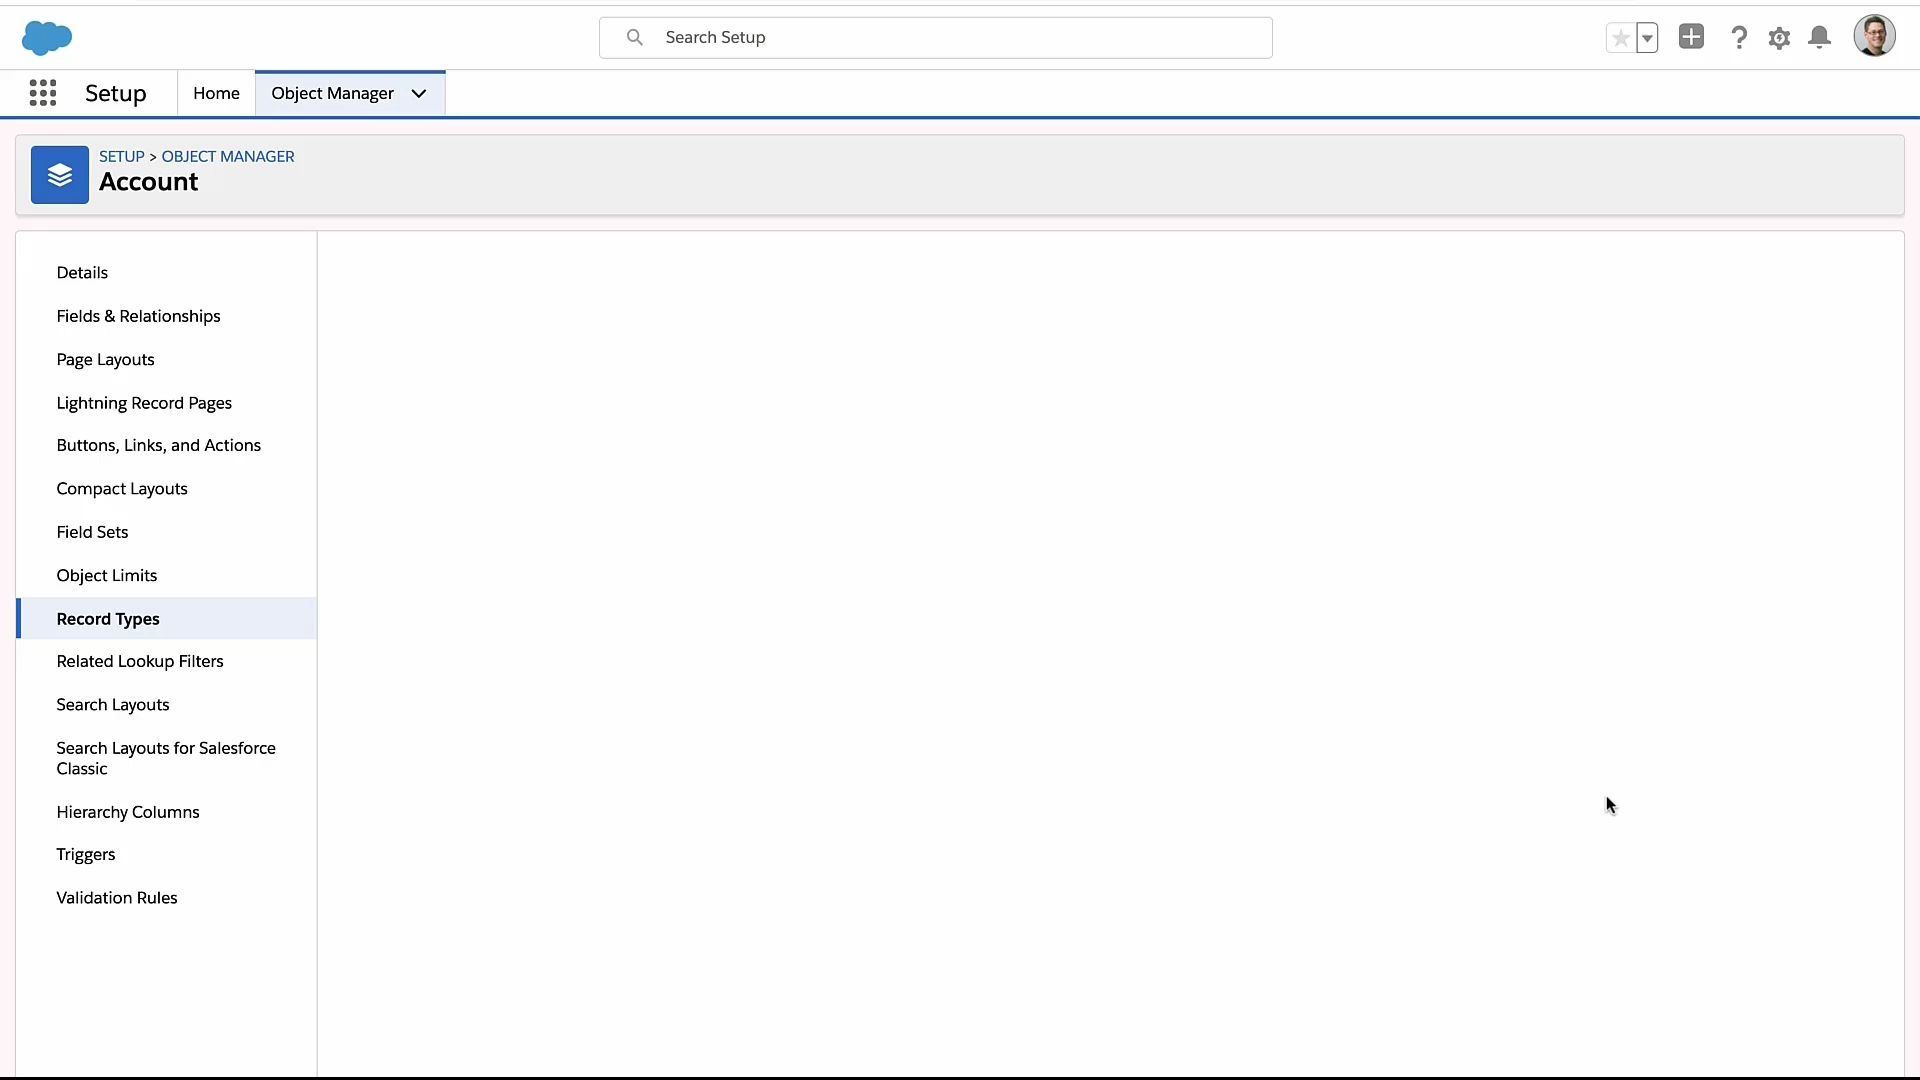 Search Setup
Setup
Home
Object Manager
SETUP > OBJECT MANAGER
Account
Details
Fields & Relationships
Page Layouts
Lightning Record Pages
Buttons, Links, and Actions
Compact Layouts
Field Sets
Object Limits
Record Types
Related Lookup Filters
Search Layouts
Search Layouts for Salesforce
Classic
Hierarchy Columns
Triggers
Validation Rules